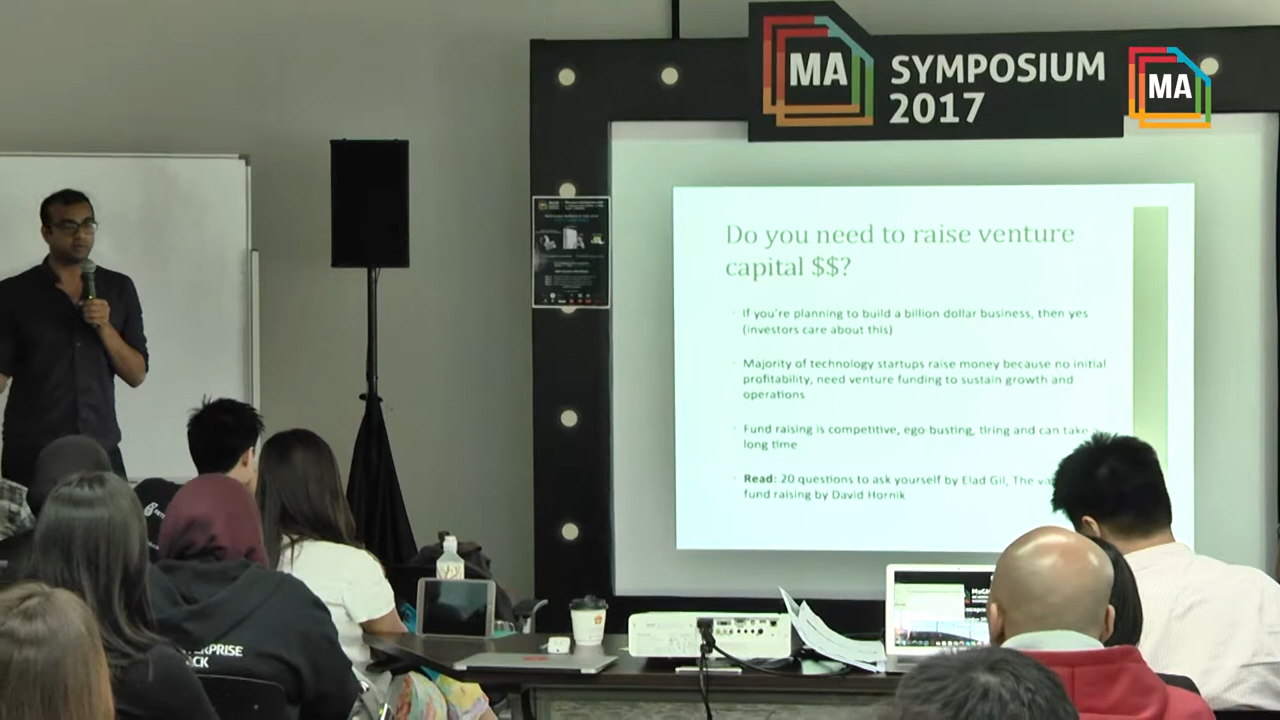 MA
SYMPOSIUM
2017
MA
Do you need to raise venture
capital $$?
If you're planning to build a billion dollar business, then yes
(investors care about this)
Majority of technology startups raise money because no initial
profitability, need venture funding to sustain growth and
operations
Fund raising is competitive, ego-busting, tiring and can take a
long time
Read: 20 questions to ask yourself by Elad Gil, The
fund raising by David Hornik